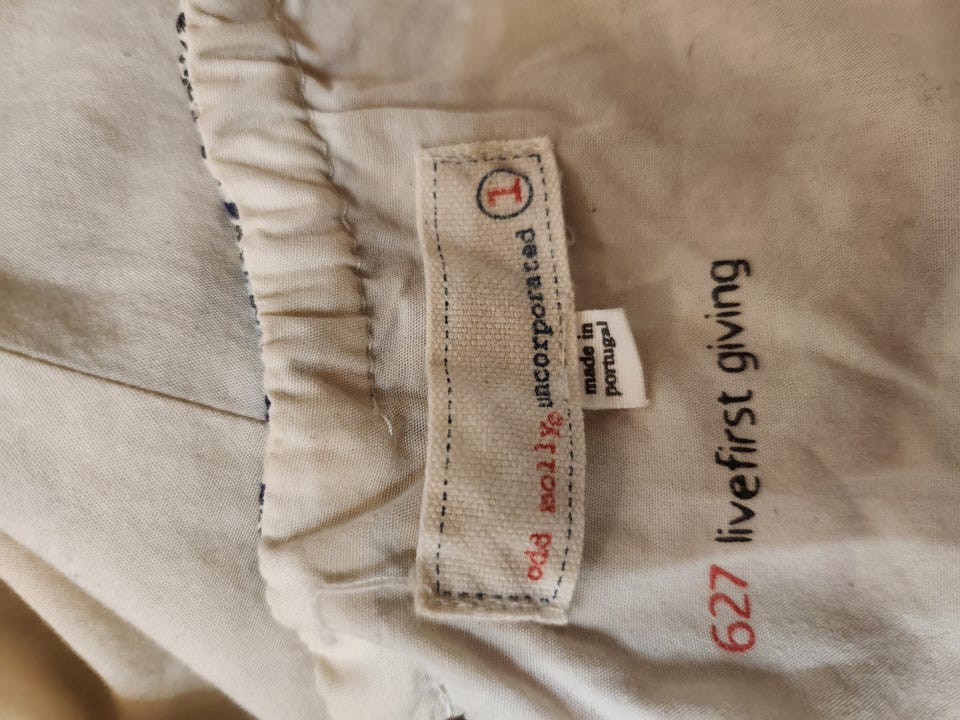 odd molly® uncorporated 1
made in
portugal
627 livefirst giving